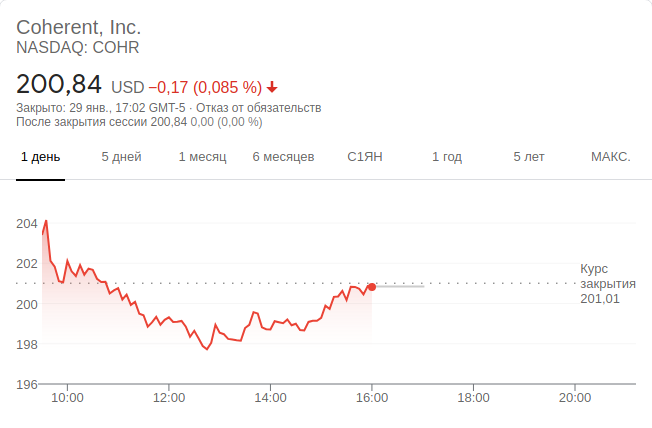 Coherent, Inc.
NASDAQ: COHR
200,84 USD −0,17 (0,085 %)
Закрыто: 29 янв., 17:02 GMT-5 · Отказ от обязательств
После закрытия сессии 200,84 0,00 (0,00 %)
1 день 5 дней 1 месяц 6 месяцев С1ЯН 1 год 5 лет МАКС.
204
202
200
198
196
Курс
закрытия
201,01
10:00 12:00 14:00 16:00 18:00 20:00